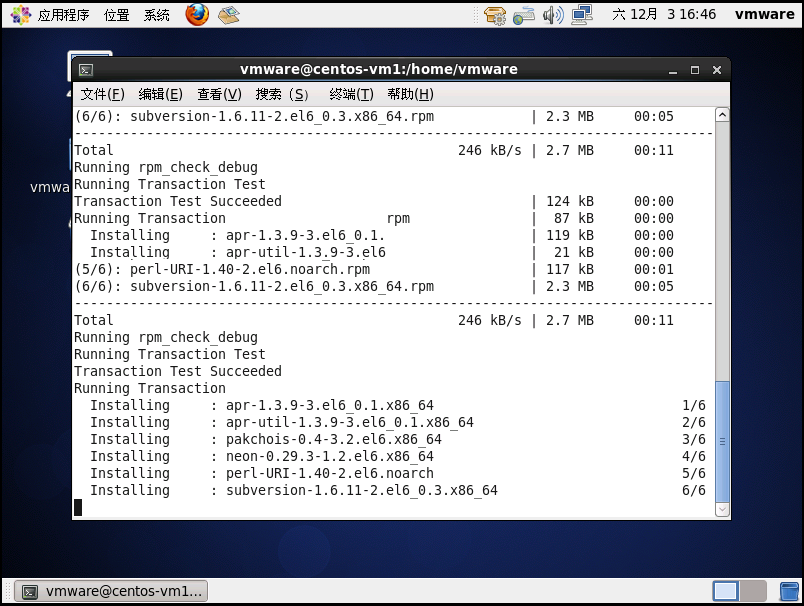 应用程序 位置 系统 六 12月 3 16:46 vmware
vmware@centos-vm1:/home/vmware
文件(F) 编辑(E) 查看(V) 搜索 (S) 终端(T) 帮助(H)
(6/6): subversion-1.6.11-2.el6_0.3.x86_64.rpm | 2.3 MB 00:05
--------------------------------------------------------------------------------
Total 246 kB/s | 2.7 MB 00:11
Running rpm_check_debug
Running Transaction Test
Transaction Test Succeeded | 124 kB 00:00
Running Transaction rpm | 87 kB 00:00
Installing : apr-1.3.9-3.el6_0.1. | 119 kB 00:00
Installing : apr-util-1.3.9-3.el6 | 21 kB 00:00
(5/6): perl-URI-1.40-2.el6.noarch.rpm | 117 kB 00:01
(6/6): subversion-1.6.11-2.el6_0.3.x86_64.rpm | 2.3 MB 00:05
--------------------------------------------------------------------------------
Total 246 kB/s | 2.7 MB 00:11
Running rpm_check_debug
Running Transaction Test
Transaction Test Succeeded
Running Transaction
Installing : apr-1.3.9-3.el6_0.1.x86_64 1/6
Installing : apr-util-1.3.9-3.el6_0.1.x86_64 2/6
Installing : pakchois-0.4-3.2.el6.x86_64 3/6
Installing : neon-0.29.3-1.2.el6.x86_64 4/6
Installing : perl-URI-1.40-2.el6.noarch 5/6
Installing : subversion-1.6.11-2.el6_0.3.x86_64 6/6
vmwa
vmware@centos-vm1...